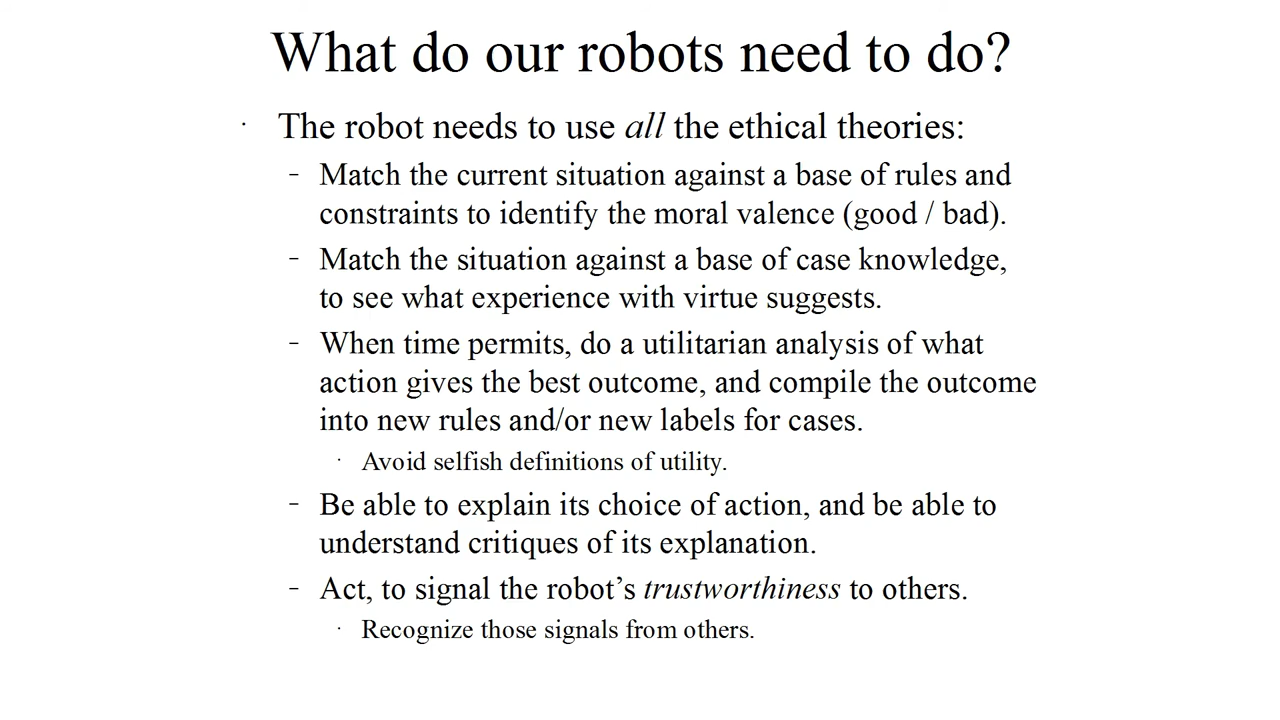 What do our robots need to do?
· The robot needs to use all the ethical theories:
– Match the current situation against a base of rules and
constraints to identify the moral valence (good / bad).
– Match the situation against a base of case knowledge,
to see what experience with virtue suggests.
– When time permits, do a utilitarian analysis of what
action gives the best outcome, and compile the outcome
into new rules and/or new labels for cases.
· Avoid selfish definitions of utility.
– Be able to explain its choice of action, and be able to
understand critiques of its explanation.
– Act, to signal the robot’s trustworthiness to others.
· Recognize those signals from others.